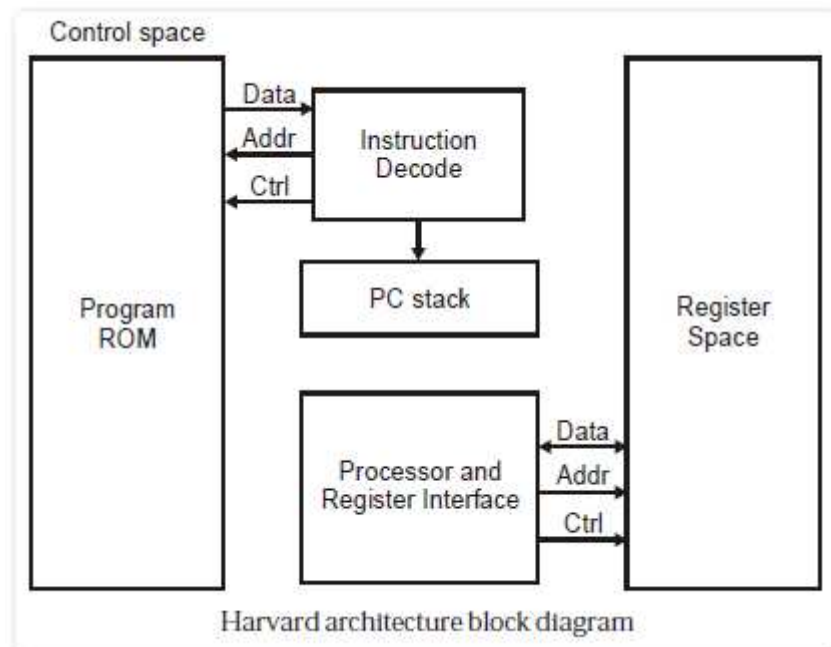 Control space
Data
Addr
Ctrl
Instruction
Decode
PC stack
Program
ROM
Register
Space
Processor and
Register Interface
Data
Addr
Ctrl
Harvard architecture block diagram